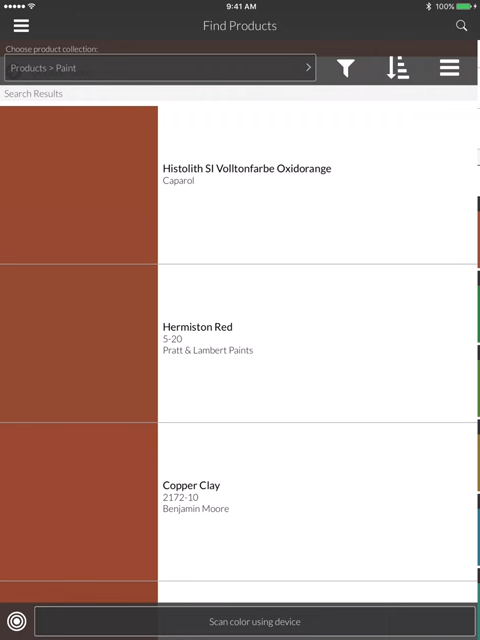 9:41 AM
100%
Find Products
Choose product collection:
Products > Paint
Search Results
Histolith SI Volltonfarbe Oxidorange
Caparol
Hermiston Red
5-20
Pratt & Lambert Paints
Copper Clay
2172-10
Benjamin Moore
Scan color using device